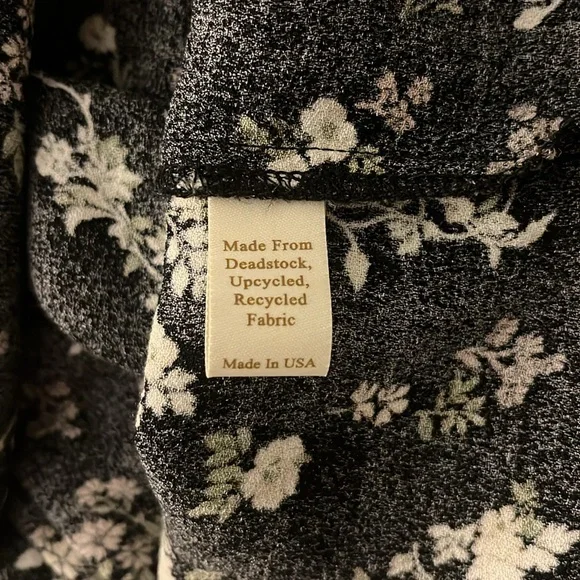 Made From
Deadstock,
Upcycled,
Recycled
Fabric
Made In USA